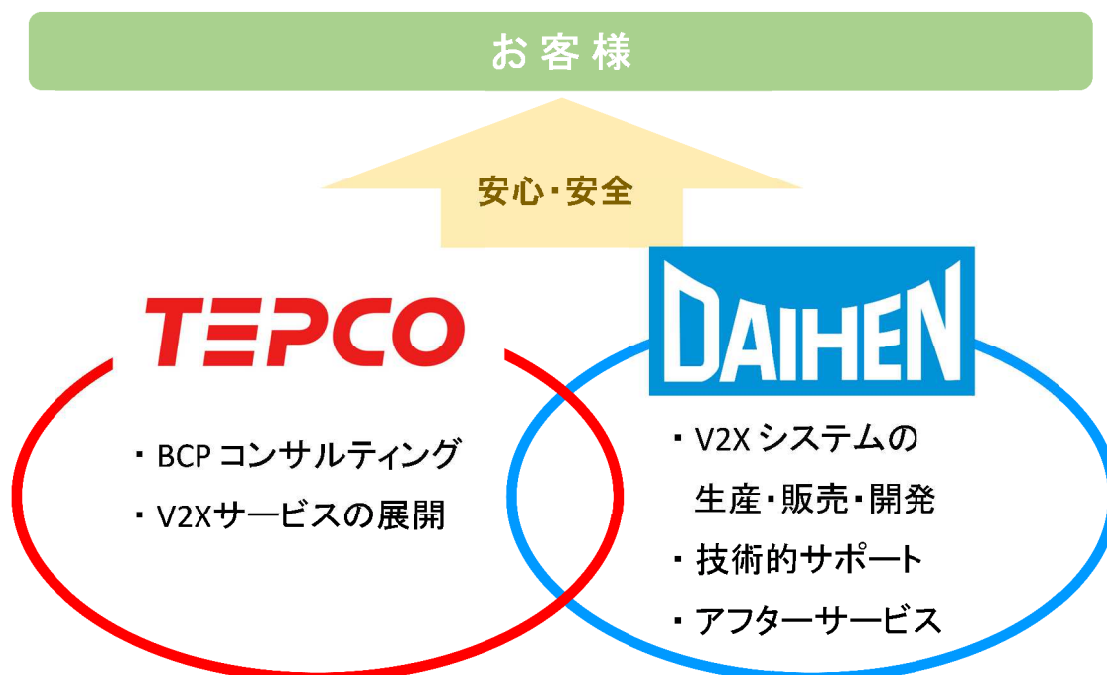 お客様
安心・安全
TEPCO
・BCP コンサルティング
・V2Xサービスの展開
DAIHEN
・V2X システムの
生産・販売・開発
・技術的サポート
・アフターサービス